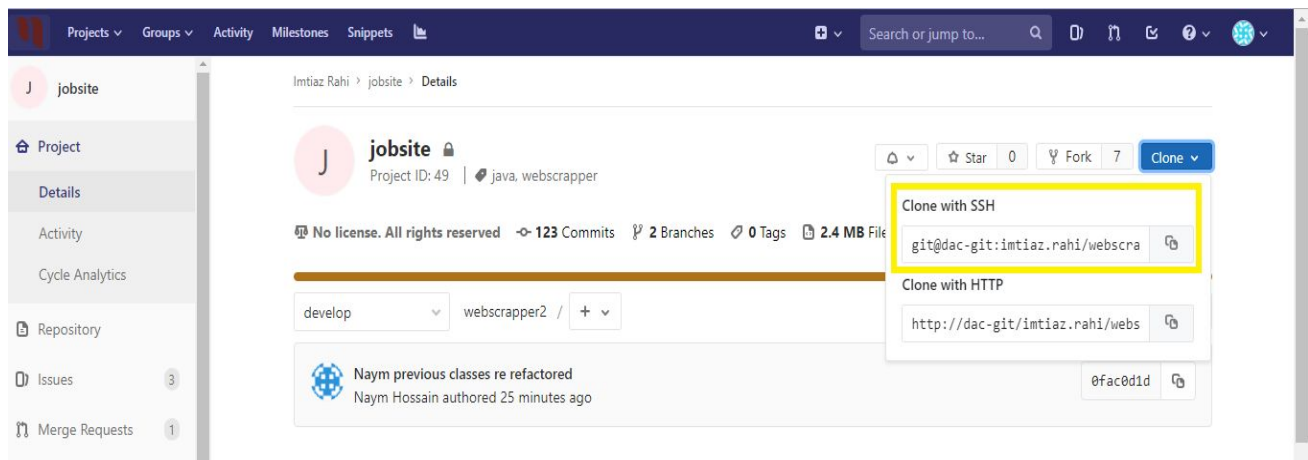 Projects Groups Activity Milestones Snippets Search or jump to...
J jobsite
Imtiaz Rahi > jobsite > Details
Project
Details
Activity
Cycle Analytics
Repository
Issues 3
Merge Requests 1
J jobsite
Project ID: 49 | java, webscrapper
Star 0 Fork 7 Clone
No license. All rights reserved 123 Commits 2 Branches 0 Tags 2.4 MB File
Clone with SSH
git@dac-git:imtiaz.rahi/webscra
Clone with HTTP
http://dac-git/imtiaz.rahi/webs
develop webscrapper2 / +
Naym previous classes re refactored
Naym Hossain authored 25 minutes ago
0fac0d1d